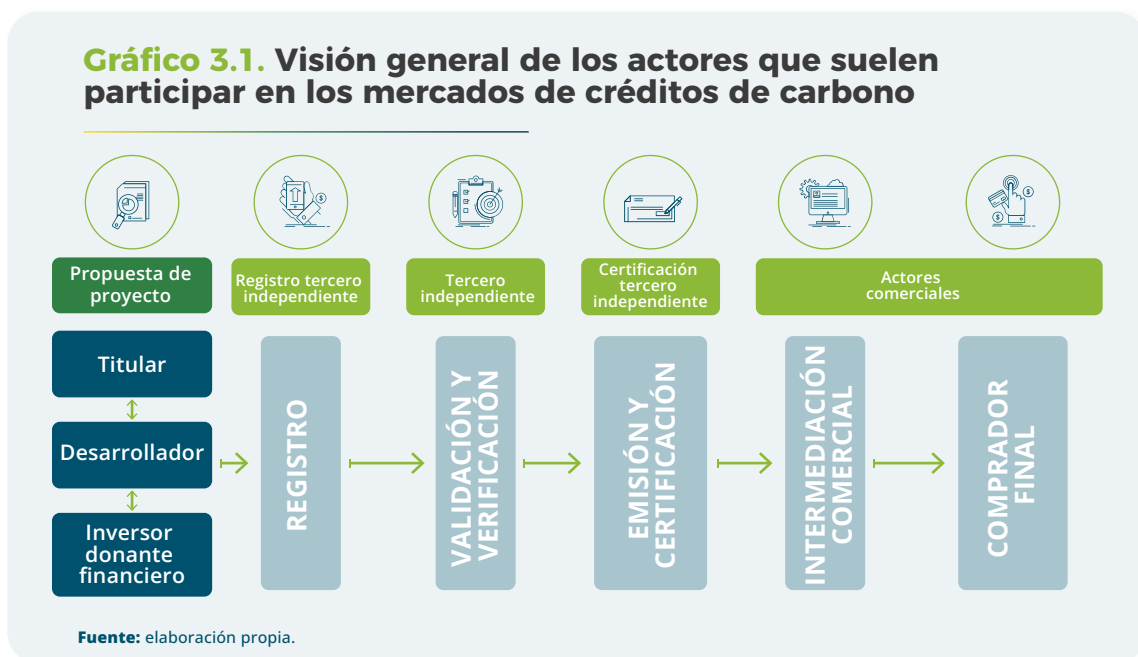 Gráfico 3.1. Visión general de los actores que suelen
participar en los mercados de créditos de carbono
Propuesta de
proyecto
Registro tercero
independiente
Tercero
independiente
Certificación
tercero
independiente
Actores
comerciales
Titular
Desarrollador
Inversor
donante
financiero
REGISTRO
VALIDACIÓN Y
VERIFICACIÓN
EMISIÓN Y
CERTIFICACIÓN
INTERMEDIACIÓN
COMERCIAL
COMPRADOR
FINAL
Fuente: elaboración propia.